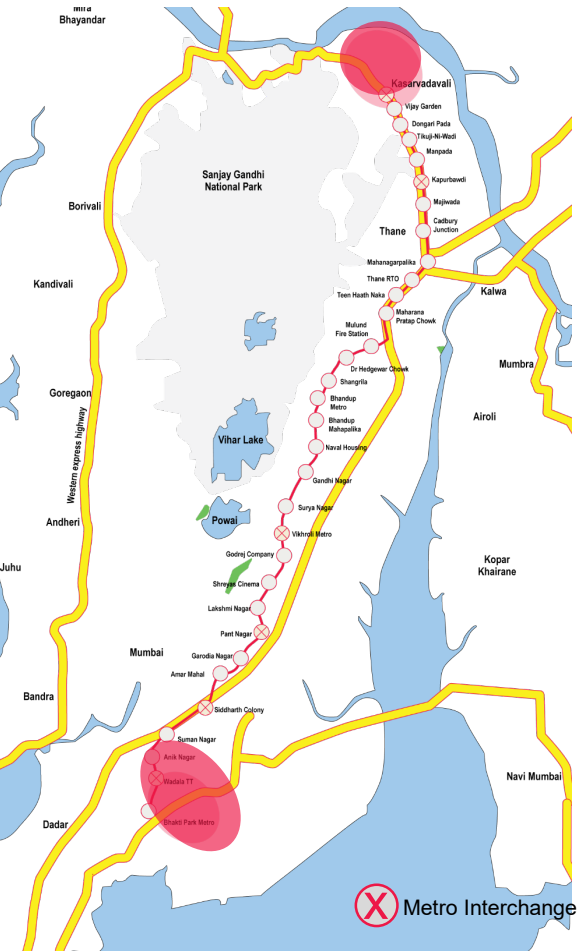 Mira
Bhayandar
Kasarvadavali
Vijay Garden
Dongari Pada
Tikuji-Ni-Wadi
Manpada
Sanjay Gandhi
National Park
Kapurbawdi
Borivali
Majiwada
Cadbury
Junction
Thane
Mahanagarpalika
Thane RTO
Kandivali
Teen Haath Naka
Kalwa
Maharana
Pratap Chowk
Mulund
Fire Station
Dr Hedgewar Chowk
Mumbra
Shangrila
Goregaon
Bhandup
Metro
Airoli
Bhandup
Mahapalika
Western express highway
Vihar Lake
Naval Housing
Gandhi Nagar
Surya Nagar
Andheri
Powai
Vikhroli Metro
Godrej Company
Juhu
Kopar
Khairane
Shreyas Cinema
Lakshmi Nagar
Pant Nagar
Mumbai
Garodia Nagar
Amar Mahal
Bandra
Siddharth Colony
Suman Nagar
Anik Nagar
Navi Mumbai
Wadala TT
Dadar
Bhakti Park Metro
X Metro Interchange